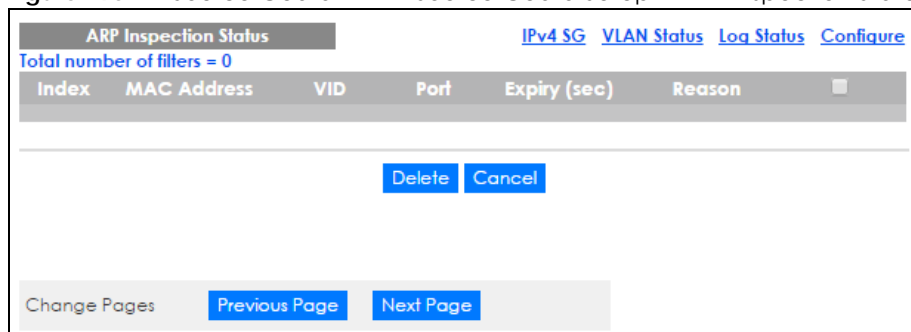 ARP Inspection Status IPv4 SG VLAN Status Log Status Configure
Total number of filters = 0
Index MAC Address VID Port Expiry (sec) Reason
Delete Cancel
Change Pages Previous Page Next Page